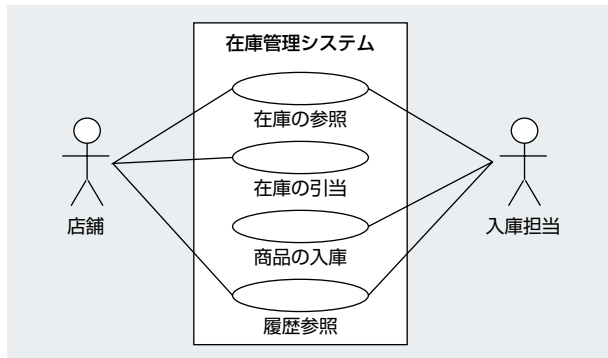 在庫管理システム
在庫の参照
在庫の引当
店舗
入庫担当
商品の入庫
履歴参照